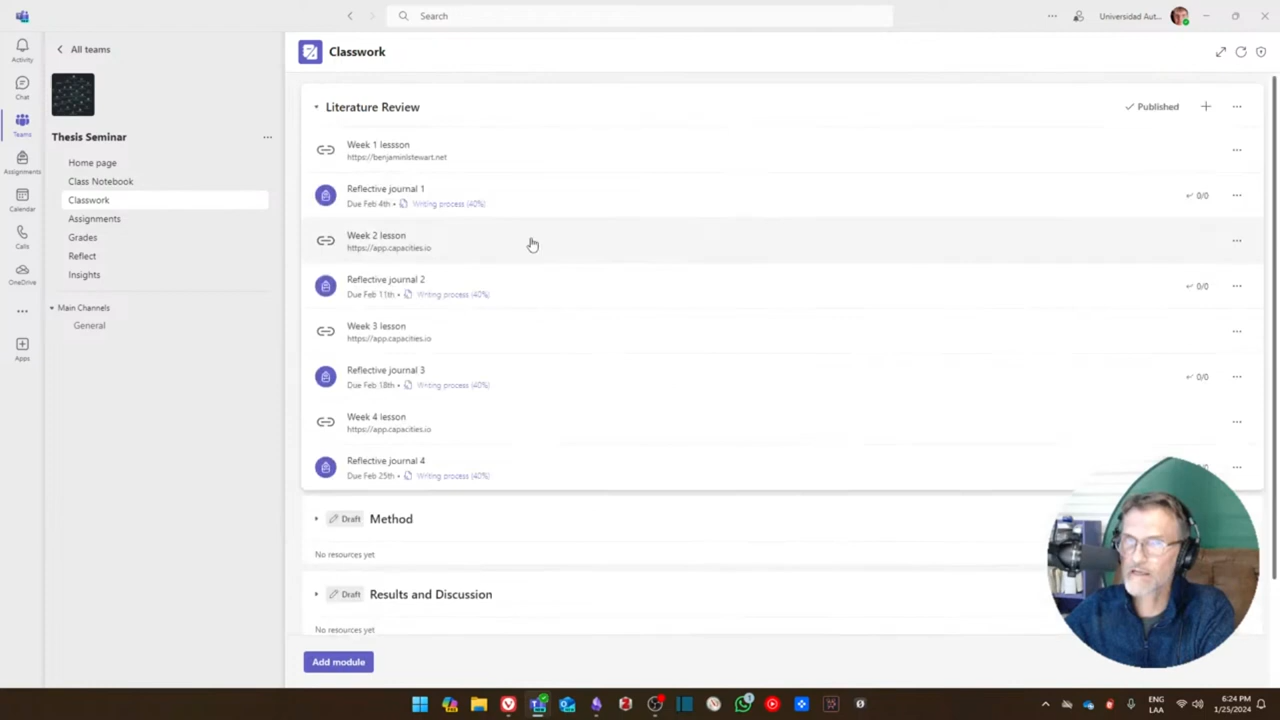 Search
Universidad Aut...
Activity
Chat
Teams
Assignments
Calendar
Calls
OneDrive
Apps
All teams
Thesis Seminar
Home page
Class Notebook
Classwork
Assignments
Grades
Reflect
Insights
Main Channels
General
Classwork
Literature Review
Published
Week 1 lessson
https://benjaminlstewart.net
Reflective journal 1
Due Feb 4th • Writing process (40%)
0/0
Week 2 lesson
https://app.capacities.io
Reflective journal 2
Due Feb 11th • Writing process (40%)
0/0
Week 3 lesson
https://app.capacities.io
Reflective journal 3
Due Feb 18th • Writing process (40%)
0/0
Week 4 lesson
https://app.capacities.io
Reflective journal 4
Due Feb 25th • Writing process (40%)
Draft Method
No resources yet
Draft Results and Discussion
No resources yet
Add module
ENG
LAA
6:24 PM
1/25/2024